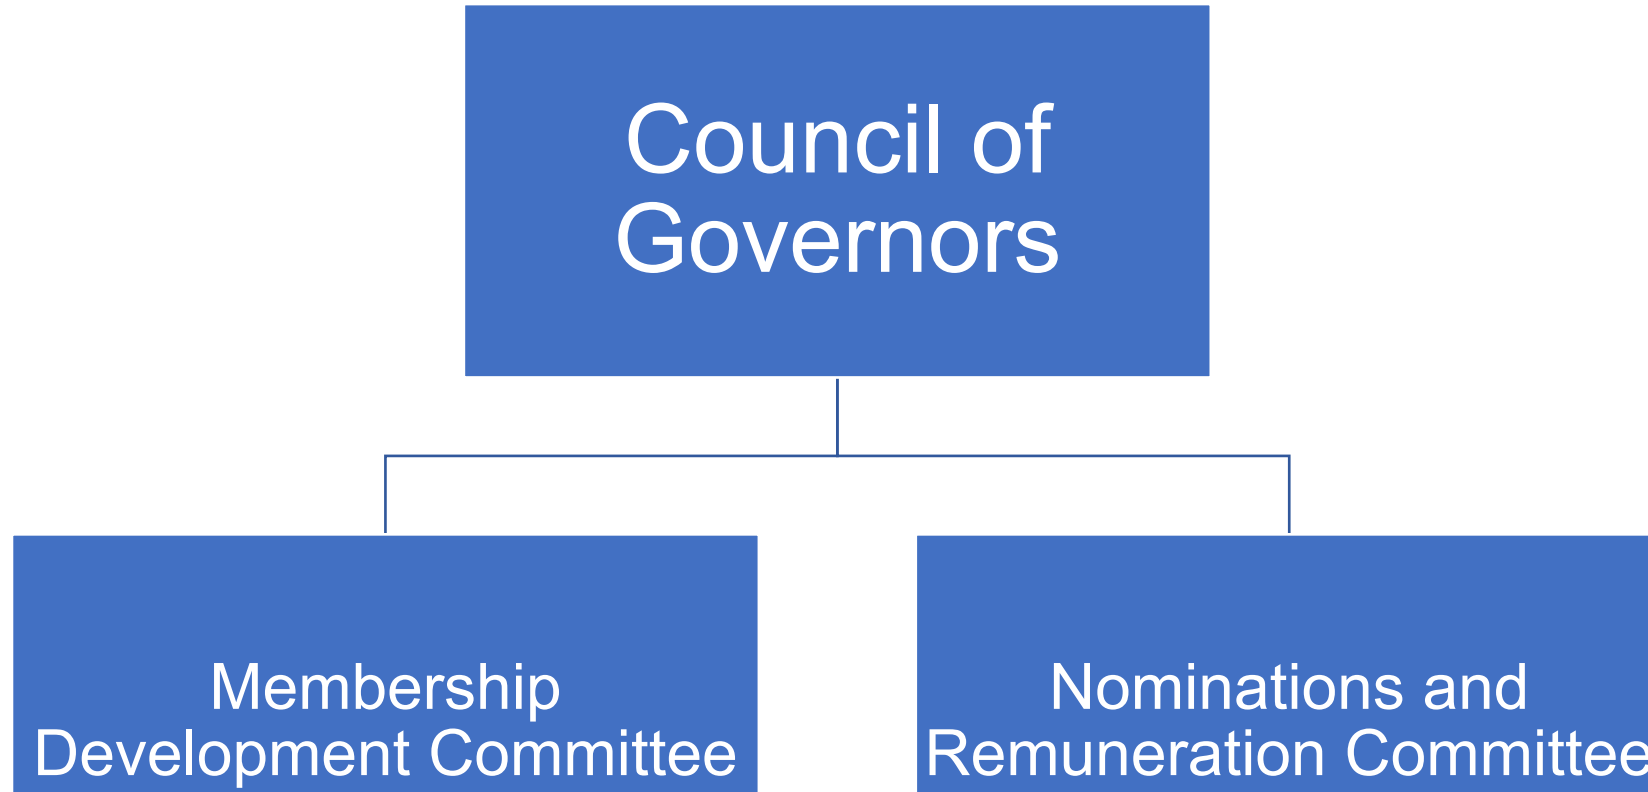 Council of
Governors
Membership
Development Committee
Nominations and
Remuneration Committee